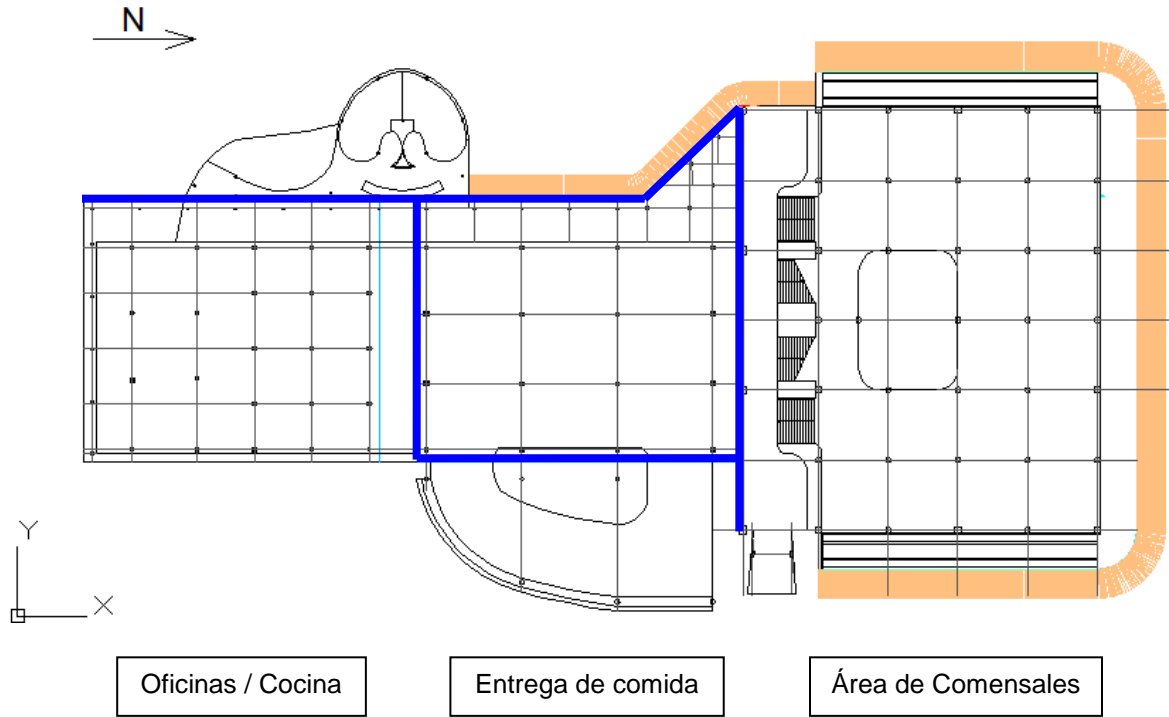 N
Y
X
Oficinas / Cocina
Entrega de comida
Área de Comensales